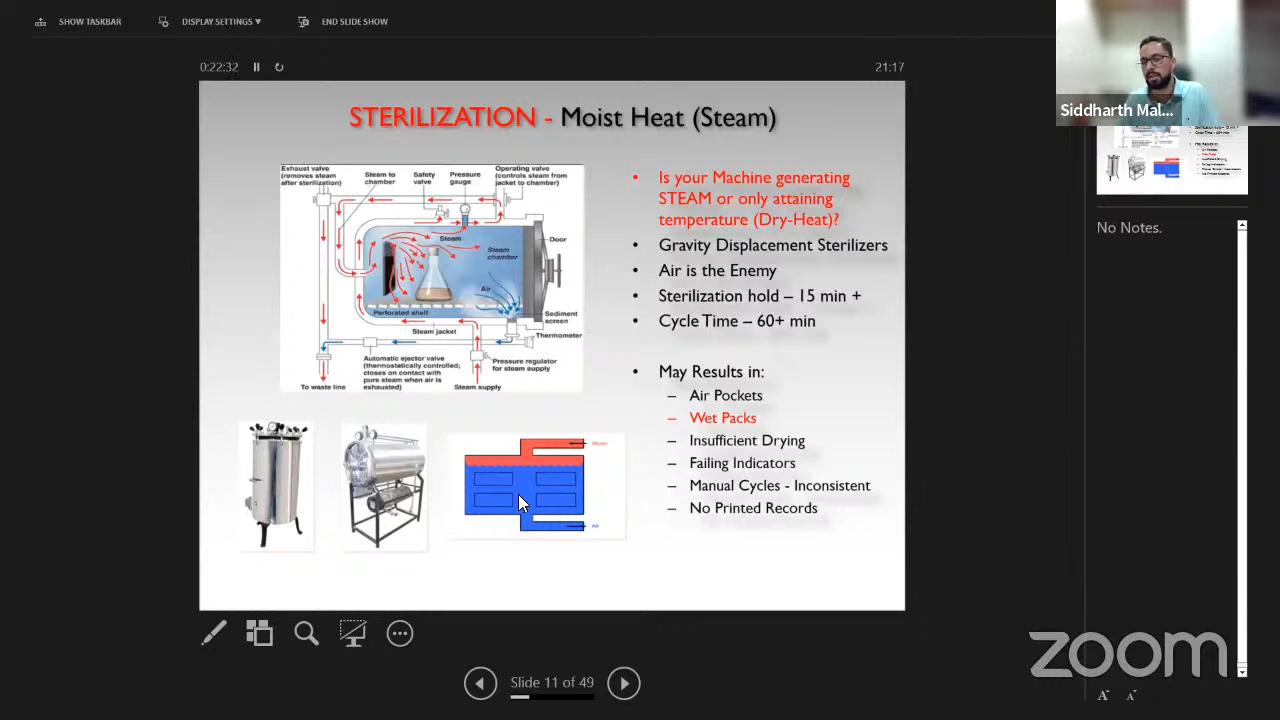 SHOW TASKBAR
DISPLAY SETTINGS ▼
END SLIDE SHOW
0:22:32
21:17
STERILIZATION - Moist Heat (Steam)
Exhaust valve
(removes steam
after sterilization)
Steam to
chamber
Safety
valve
Pressure
gauge
Operating valve
(controls steam from
jacket to chamber)
Steam
Steam
chamber
Door
Air
Perforated shelf
Sediment
screen
Steam jacket
Thermometer
Automatic ejector valve
(thermostatically controlled;
closes on contact with
pure steam when air is
exhausted)
Pressure regulator
for steam supply
To waste line
Steam supply
Steam
Air
• Is your Machine generating
STEAM or only attaining
temperature (Dry-Heat)?
• Gravity Displacement Sterilizers
• Air is the Enemy
• Sterilization hold – 15 min +
• Cycle Time – 60+ min
• May Results in:
– Air Pockets
– Wet Packs
– Insufficient Drying
– Failing Indicators
– Manual Cycles - Inconsistent
– No Printed Records
Siddharth Mal...
No Notes.
Slide 11 of 49
zoom
A A